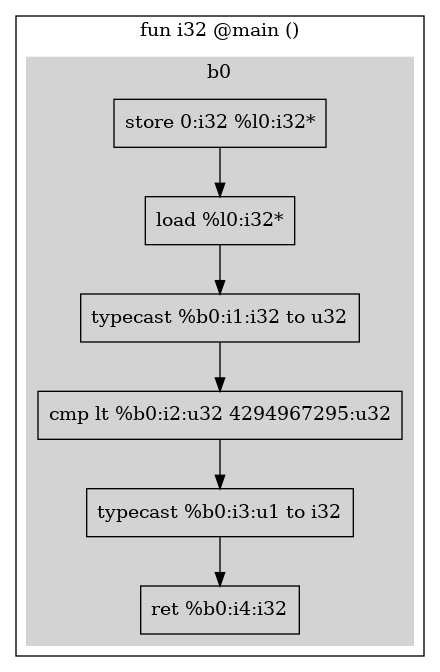 fun i32 @main ()
b0
store 0:i32 %l0:i32*
load %l0:i32*
typecast %b0:i1:i32 to u32
cmp lt %b0:i2:u32 4294967295:u32
typecast %b0:i3:u1 to i32
ret %b0:i4:i32